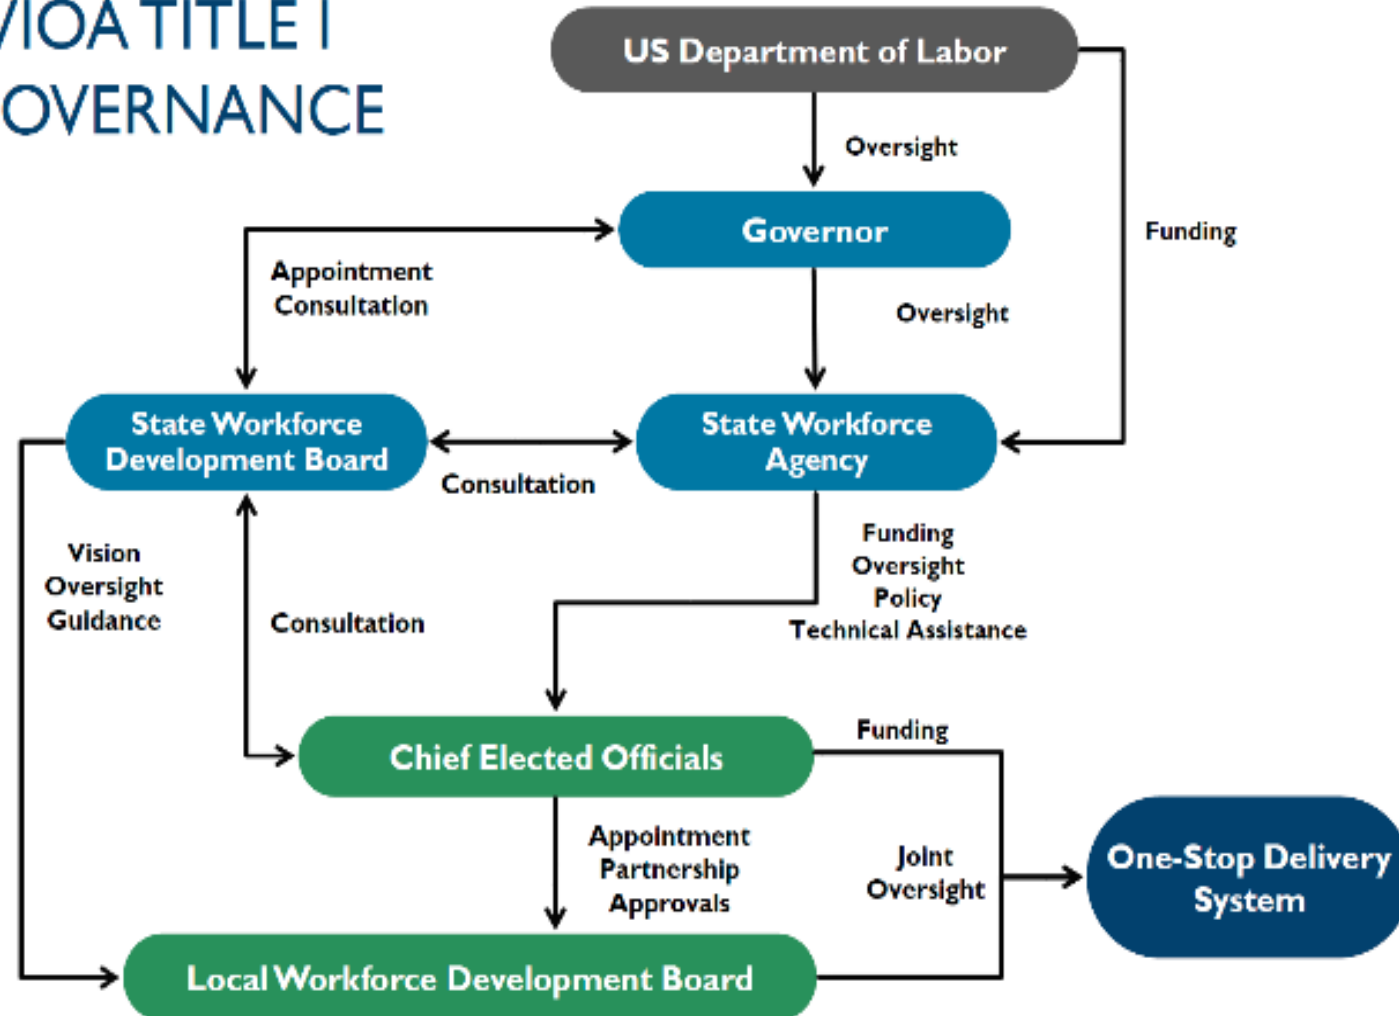 VIOA TITLE I
OVERNANCE
US Department of Labor
Oversight
Governor
Funding
Appointment
Consultation
Oversight
State Workforce
Development Board
State Workforce
Agency
Consultation
Vision
Oversight
Guidance
Consultation
Funding
Oversight
Policy
Technical Assistance
Chief Elected Officials
Funding
Appointment
Partnership
Approvals
Joint
Oversight
One-Stop Delivery
System
Local Workforce Development Board